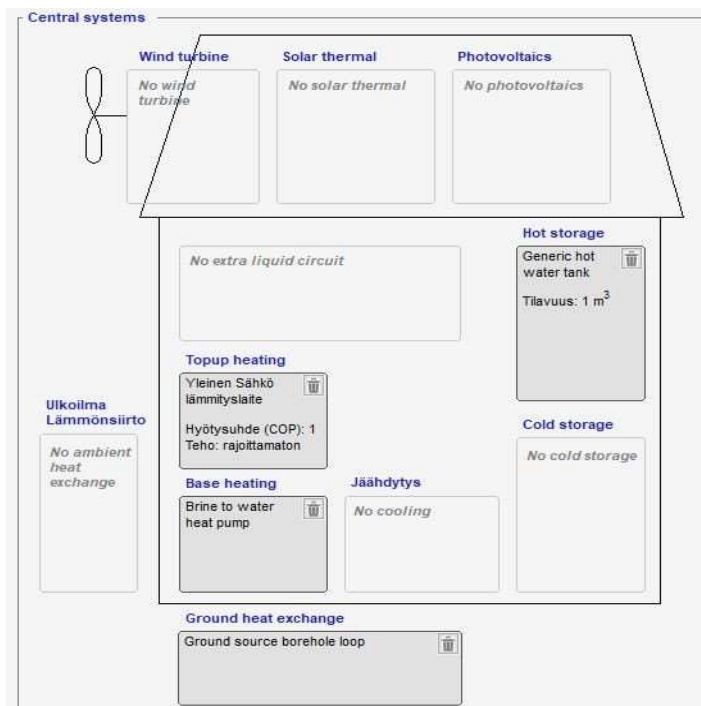 Central systems
Wind turbine
No wind
turbine
Solar thermal
No solar thermal
Photovoltaics
No photovoltaics
Hot storage
Generic hot
water tank
Tilavuus: 1 m³
No extra liquid circuit
Topup heating
Yleinen Sähkö
lämmityslaite
Hyötysuhde (COP): 1
Teho: rajoittamaton
Ulkoilma
Lämmönsiirto
No ambient
heat
exchange
Cold storage
No cold storage
Base heating
Brine to water
heat pump
Jäähdytys
No cooling
Ground heat exchange
Ground source borehole loop